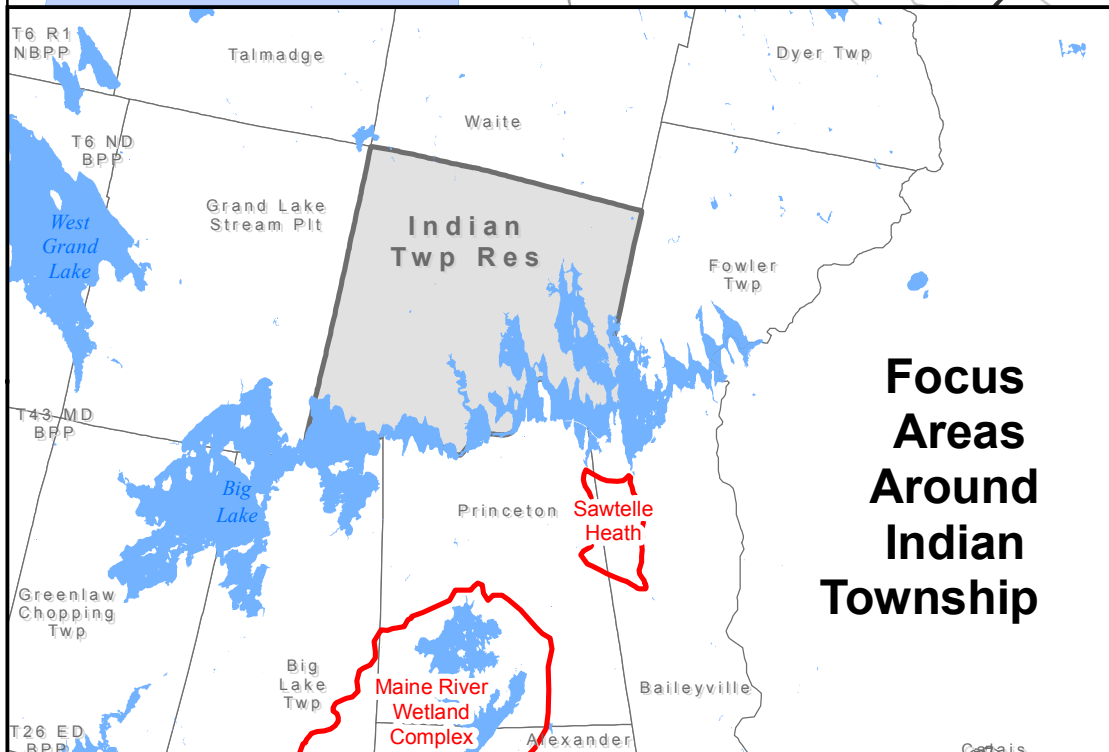 T6 R1
NBPP
Talmadge
Dyer Twp
Waite
T6 ND
BPP
Grand Lake
Stream Plt
West
Grand
Lake
Indian
Twp Res
Fowler
Twp
Focus
Areas
Around
Indian
Township
T43 MD
BPP
Big
Lake
Princeton
Sawtelle
Heath
Greenlaw
Chopping
Twp
Big
Lake
Twp
Maine River
Wetland
Complex
Baileyville
T26 ED
BPP
Alexander
Calais